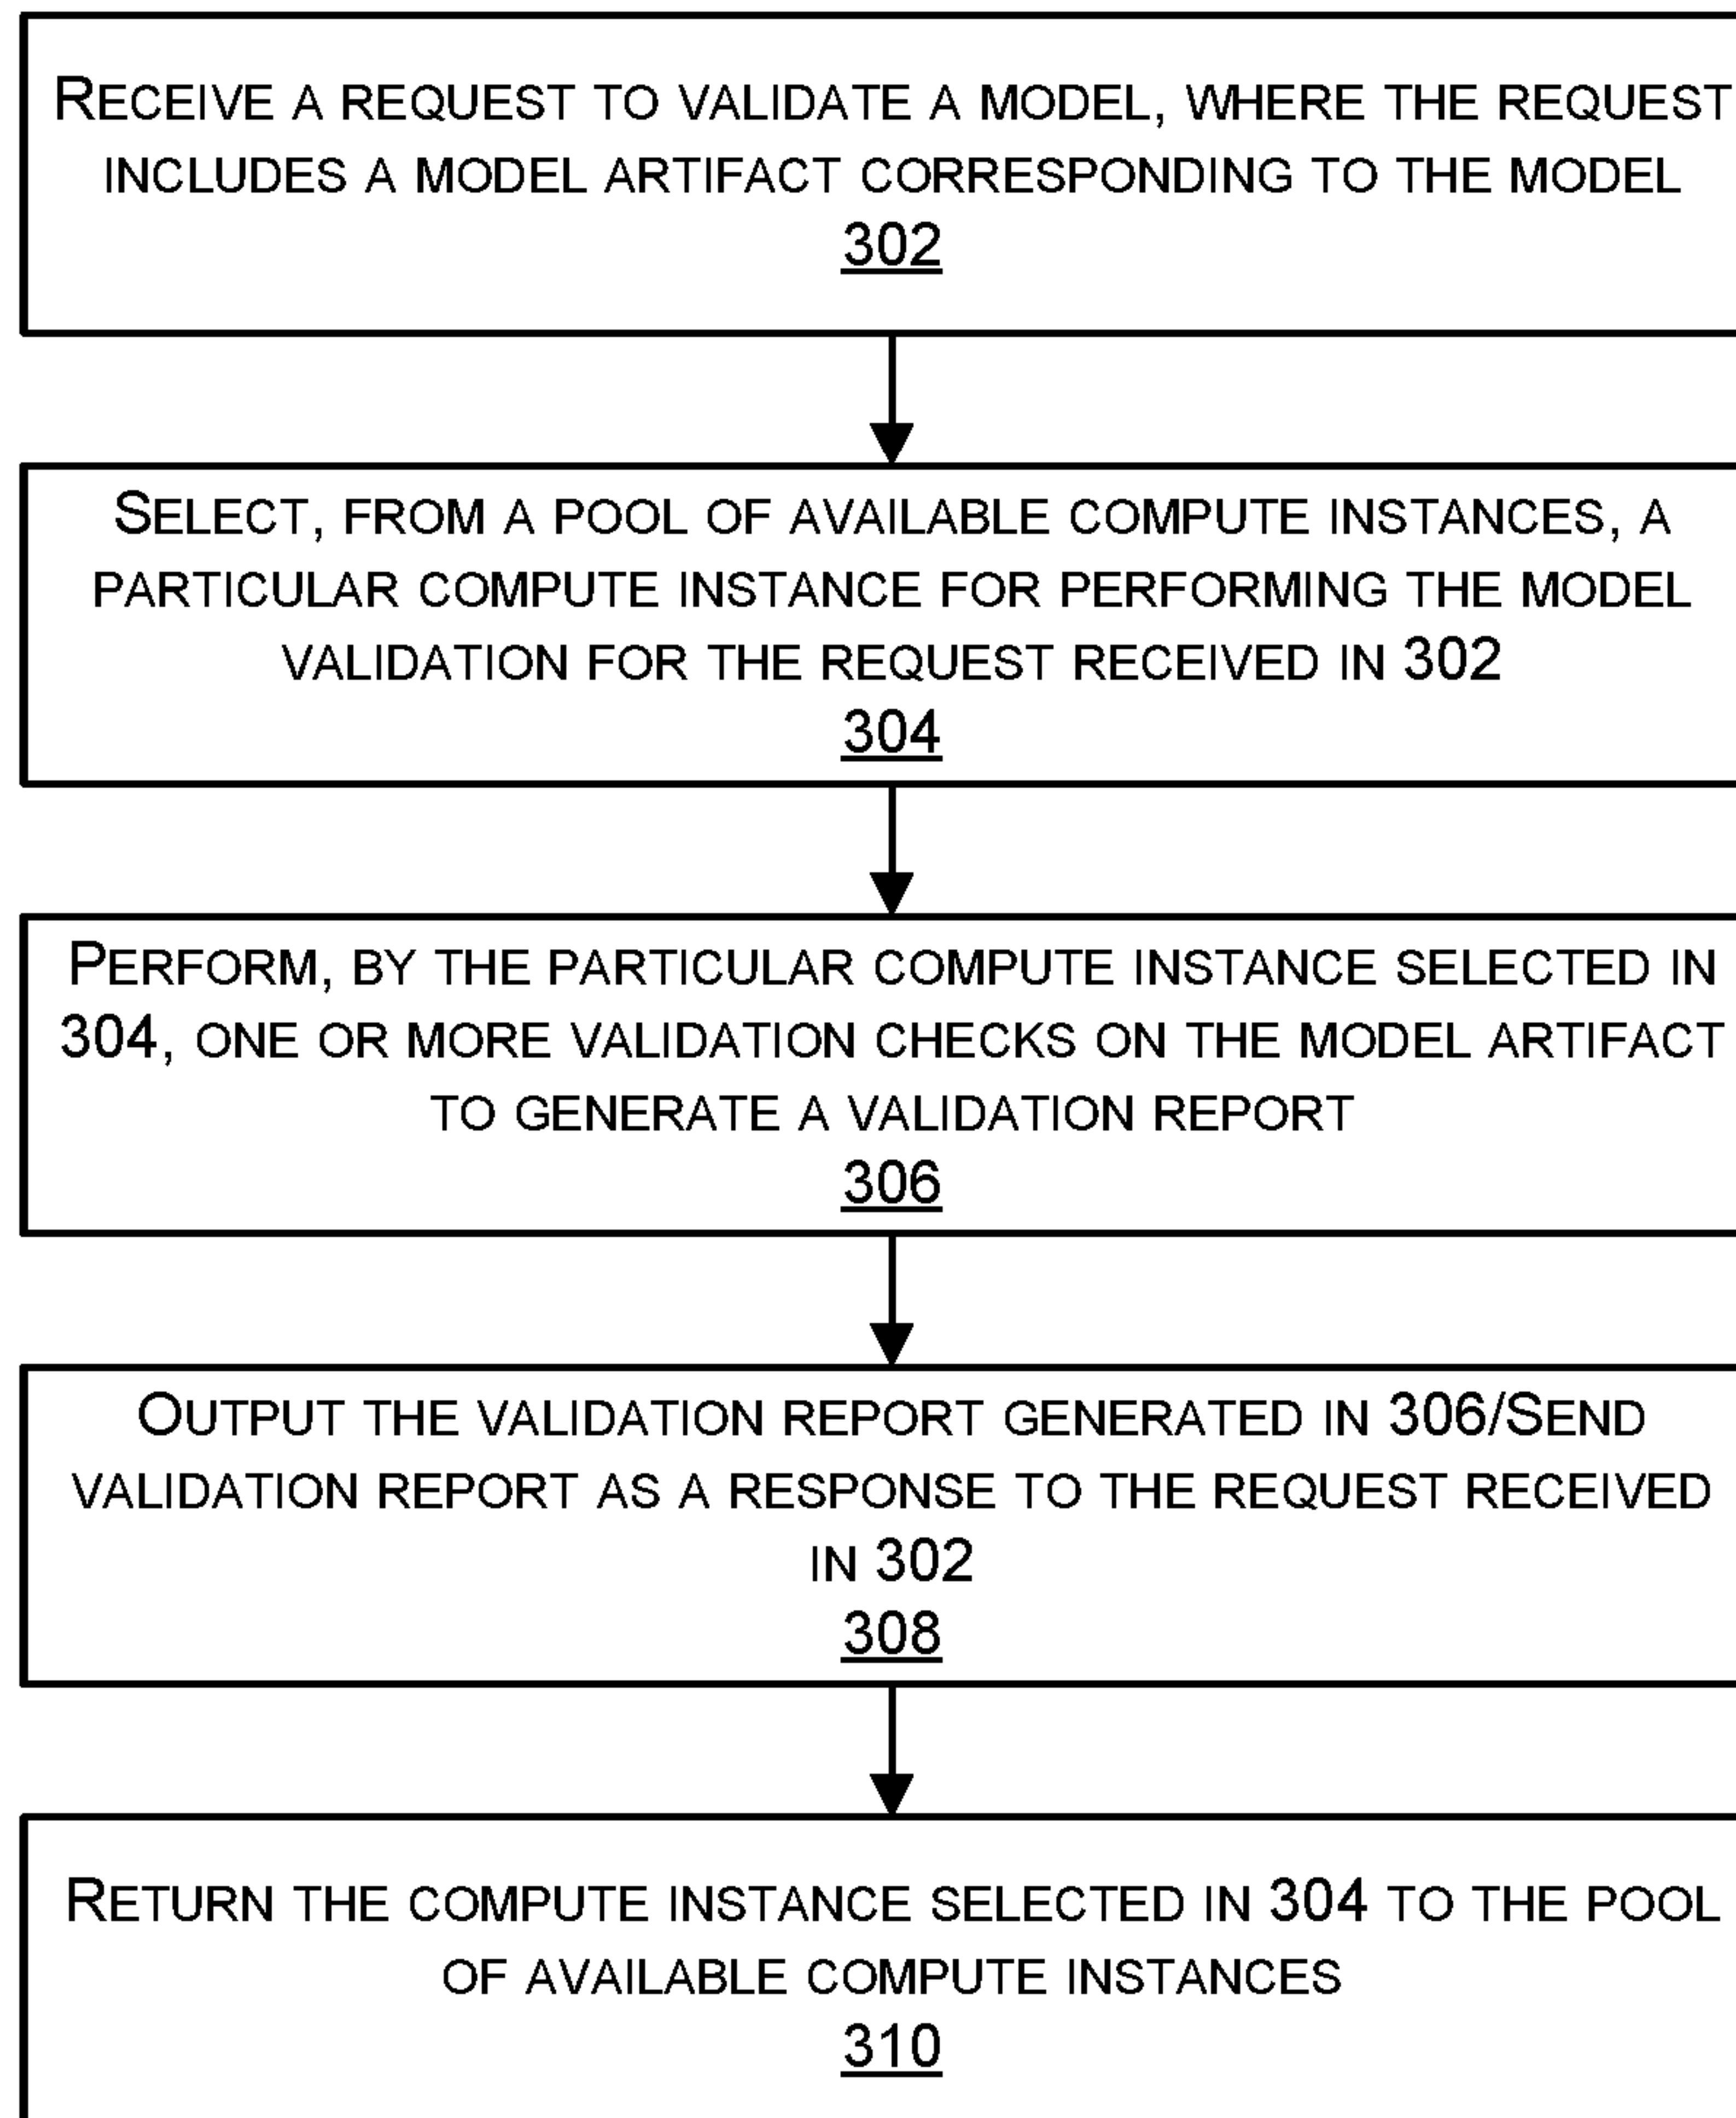 RECEIVE A REQUEST TO VALIDATE A MODEL, WHERE THE REQUEST
INCLUDES A MODEL ARTIFACT CORRESPONDING TO THE MODEL
302
SELECT, FROM A POOL OF AVAILABLE COMPUTE INSTANCES, A
PARTICULAR COMPUTE INSTANCE FOR PERFORMING THE MODEL
VALIDATION FOR THE REQUEST RECEIVED IN 302
304
PERFORM, BY THE PARTICULAR COMPUTE INSTANCE SELECTED IN
304, ONE OR MORE VALIDATION CHECKS ON THE MODEL ARTIFACT
TO GENERATE A VALIDATION REPORT
306
OUTPUT THE VALIDATION REPORT GENERATED IN 306/SEND
VALIDATION REPORT AS A RESPONSE TO THE REQUEST RECEIVED
IN 302
308
RETURN THE COMPUTE INSTANCE SELECTED IN 304 TO THE POOL
OF AVAILABLE COMPUTE INSTANCES
310